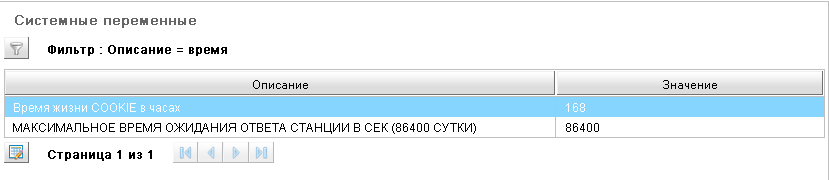 Системные переменные
Фильтр : Описание = время
Описание Значение
Время жизни COOKIE в часах 168
МАКСИМАЛЬНОЕ ВРЕМЯ ОЖИДАНИЯ ОТВЕТА СТАНЦИИ В СЕК (86400 СУТКИ) 86400
Страница 1 из 1